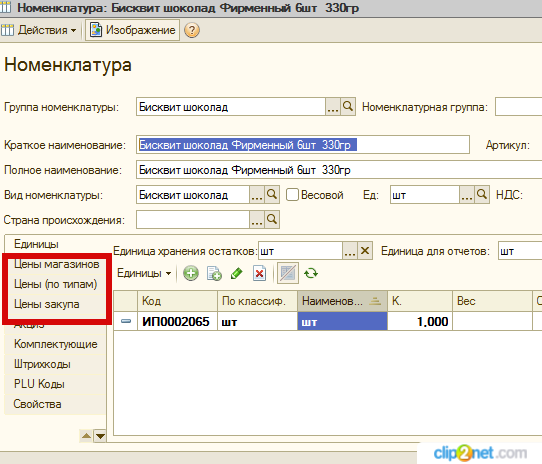 Номенклатура: Бисквит шоколад Фирменный 6шт 330гр
Действия Изображение ?
Номенклатура
Группа номенклатуры: Бисквит шоколад ... Номенклатурная группа:
Краткое наименование: Бисквит шоколад Фирменный 6шт 330гр Артикул:
Полное наименование: Бисквит шоколад Фирменный 6шт 330гр
Вид номенклатуры: Бисквит шоколад ... Весовой Ед: шт ... НДС:
Страна происхождения: ...
Единицы
Цены магазинов
Цены (по типам)
Цены закупа
Акциз
Комплектующие
Штрихкоды
PLU Коды
Свойства
Единица хранения остатков: шт ... Единица для отчетов: шт
Единицы
Код По классиф. Наименов... К. Вес
ИП0002065 шт шт 1,000
clip2net.com